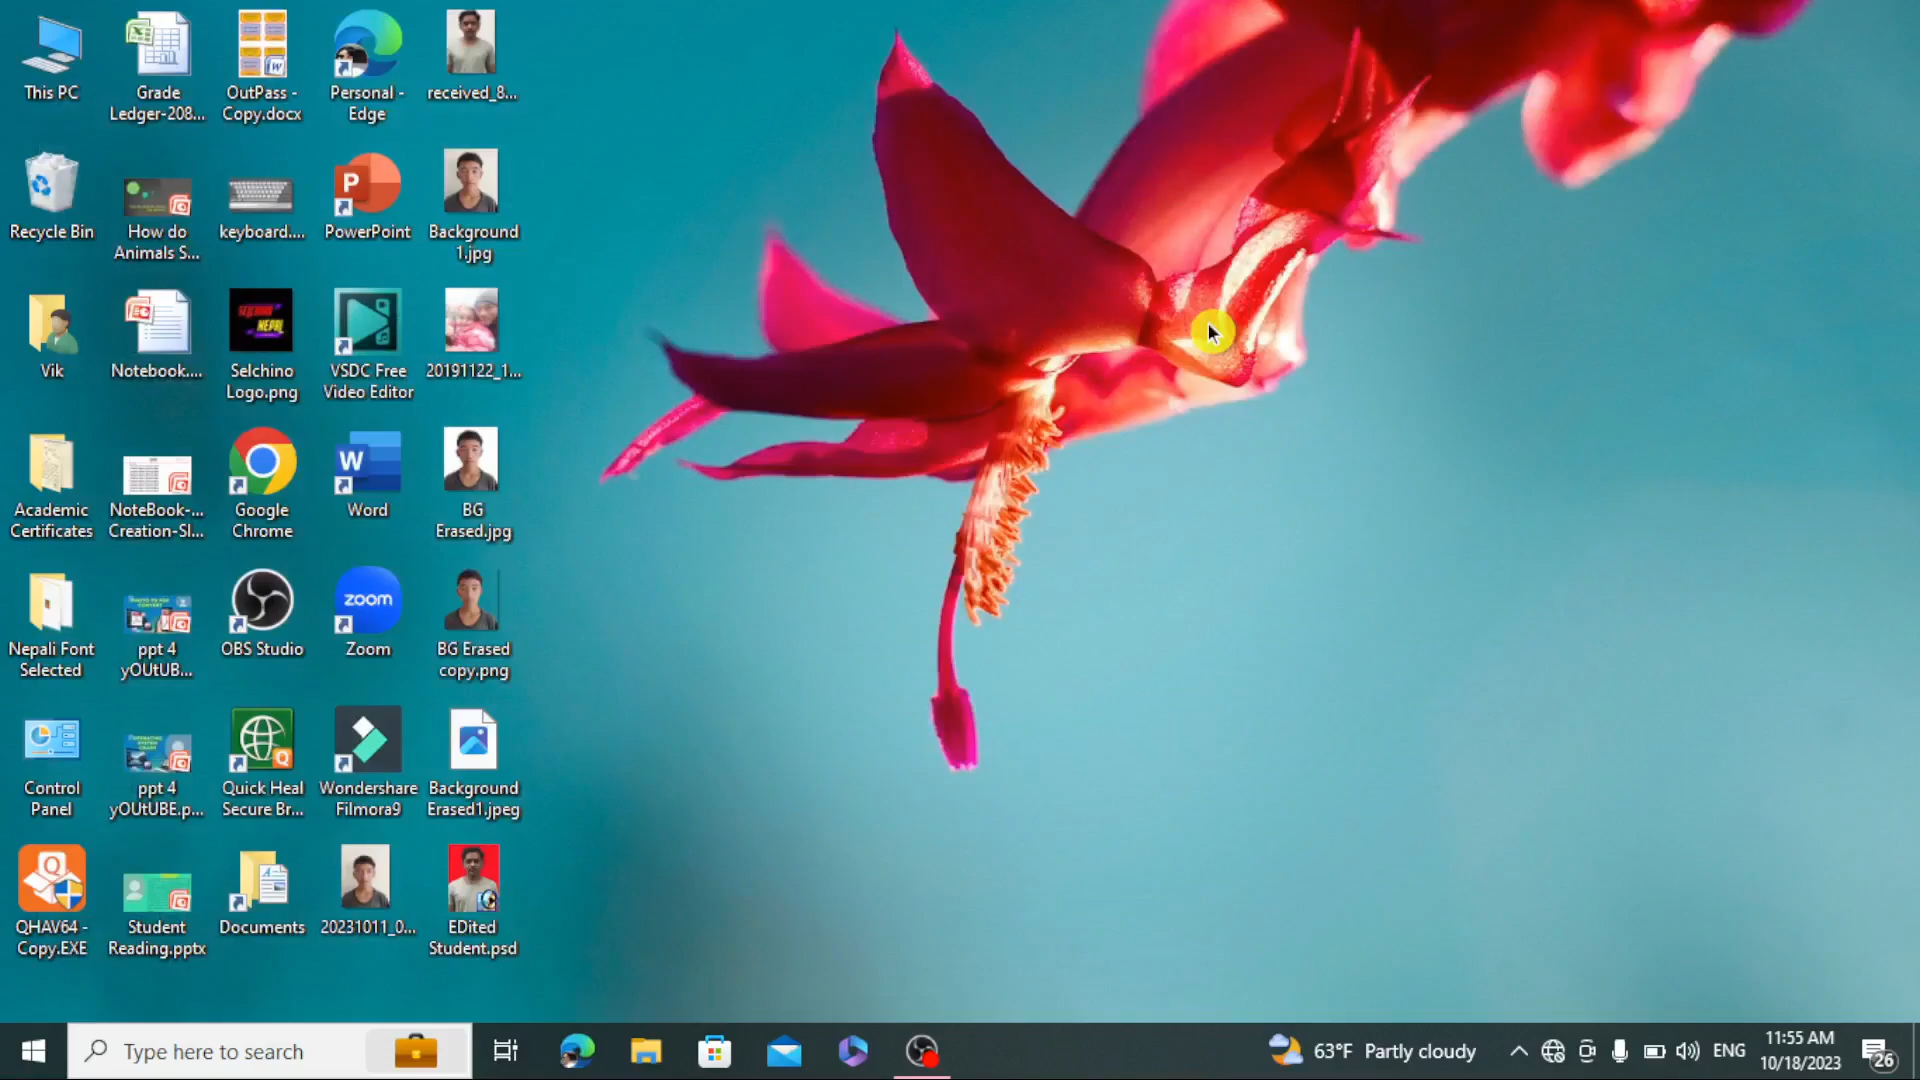 This PC
Grade
Ledger-208...
OutPass -
Copy.docx
Personal -
Edge
received_8...
Recycle Bin
How do
Animals S...
keyboard....
PowerPoint
Background
1.jpg
Vik
Notebook....
SELCHINO
NEPAL
Selchino
Logo.png
VSDC Free
Video Editor
20191122_1...
Academic
Certificates
NoteBook-...
Creation-Sl...
Google
Chrome
W
Word
BG
Erased.jpg
Nepali Font
Selected
ppt 4
yOUtUB...
OBS Studio
zoom
Zoom
BG Erased
copy.png
Control
Panel
ppt 4
yOUtUBE.p...
Quick Heal
Secure Br...
Wondershare
Filmora9
Background
Erased1.jpeg
QHAV64 -
Copy.EXE
Student
Reading.pptx
Documents
20231011_0...
EDited
Student.psd
Type here to search
63°F Partly cloudy
ENG
11:55 AM
10/18/2023
26